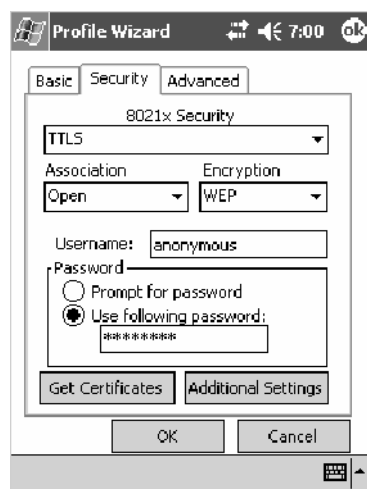 Profile Wizard 7:00 ok
Basic Security Advanced
8021x Security
TTLS
Association Encryption
Open WEP
Username: anonymous
Password
Prompt for password
Use following password:
********
Get Certificates Additional Settings
OK Cancel